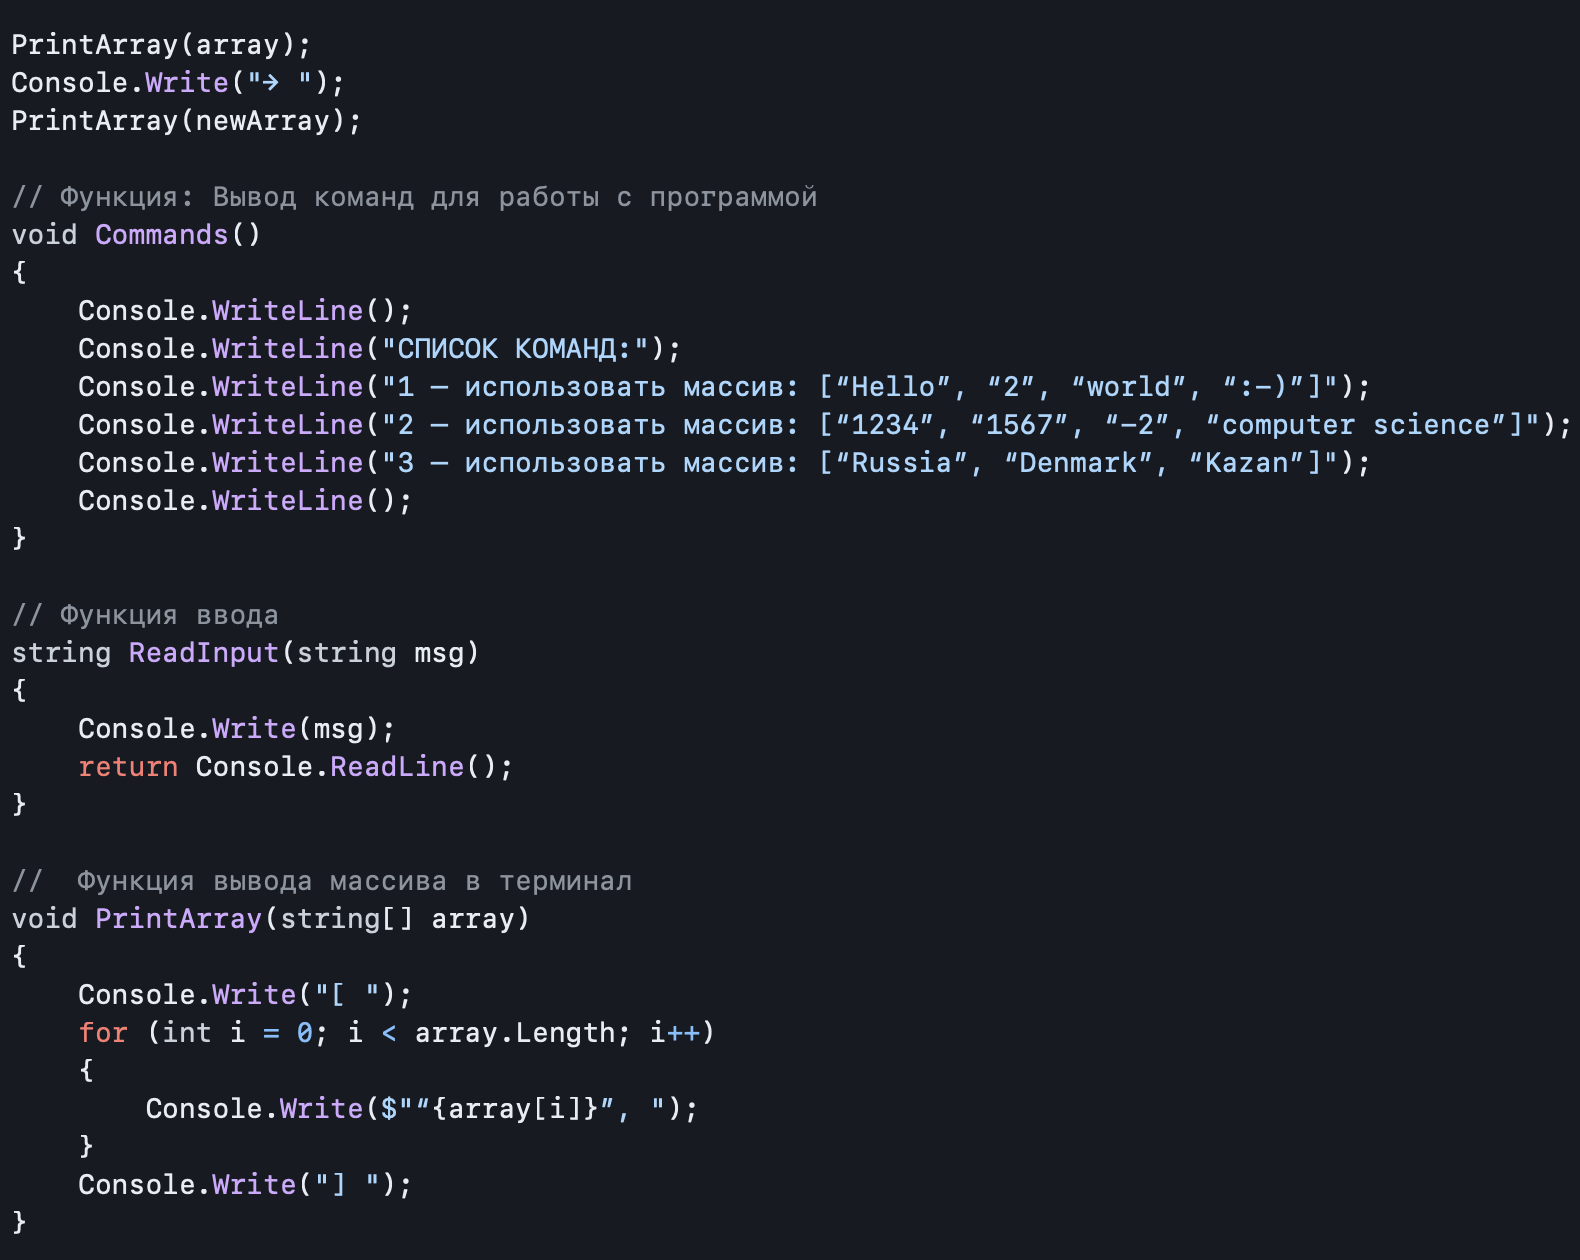 PrintArray(array);
Console.Write("→ ");
PrintArray(newArray);

// Функция: Вывод команд для работы с программой
void Commands()
{
    Console.WriteLine();
    Console.WriteLine("СПИСОК КОМАНД:");
    Console.WriteLine("1 – использовать массив: [“Hello”, “2”, “world”, “:-)”]");
    Console.WriteLine("2 – использовать массив: [“1234”, “1567”, “-2”, “computer science”]");
    Console.WriteLine("3 – использовать массив: [“Russia”, “Denmark”, “Kazan”]");
    Console.WriteLine();
}

// Функция ввода
string ReadInput(string msg)
{
    Console.Write(msg);
    return Console.ReadLine();
}

//  Функция вывода массива в терминал
void PrintArray(string[] array)
{
    Console.Write("[ ");
    for (int i = 0; i < array.Length; i++)
    {
        Console.Write($"“{array[i]}”, ");
    }
    Console.Write("] ");
}